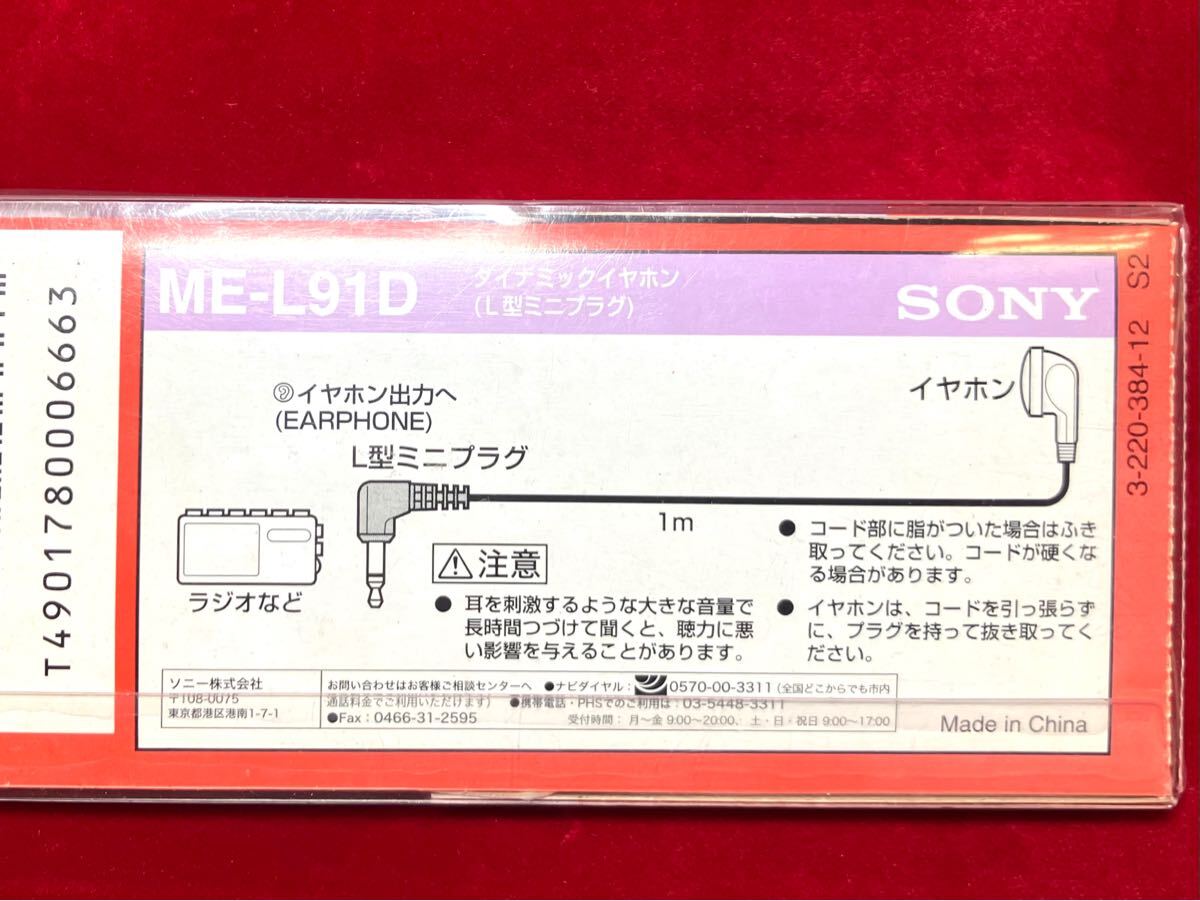 T4901780006663
ME-L91D
ダイナミックイヤホン
(L型ミニプラグ)
SONY
イヤホン出力へ
(EARPHONE)
L型ミニプラグ
ラジオなど
イヤホン
1m
注意
●耳を刺激するような大きな音量で
長時間つづけて聞くと、聴力に悪
い影響を与えることがあります。
●コード部に脂がついた場合はふき
取ってください。コードが硬くな
る場合があります。
●イヤホンは、コードを引っ張らず
に、プラグを持って抜き取ってく
ださい。
ソニー株式会社
〒108-0075
東京都港区港南1-7-1
お問い合わせはお客様ご相談センターへ ●ナビダイヤル: 0570-00-3311(全国どこからでも市内
通話料金でご利用いただけます) ●携帯電話・PHSでのご利用は:03-5448-3311
●Fax:0466-31-2595 受付時間: 月～金 9:00～20:00、土・日・祝日 9:00～17:00
Made in China
3-220-384-12 S2